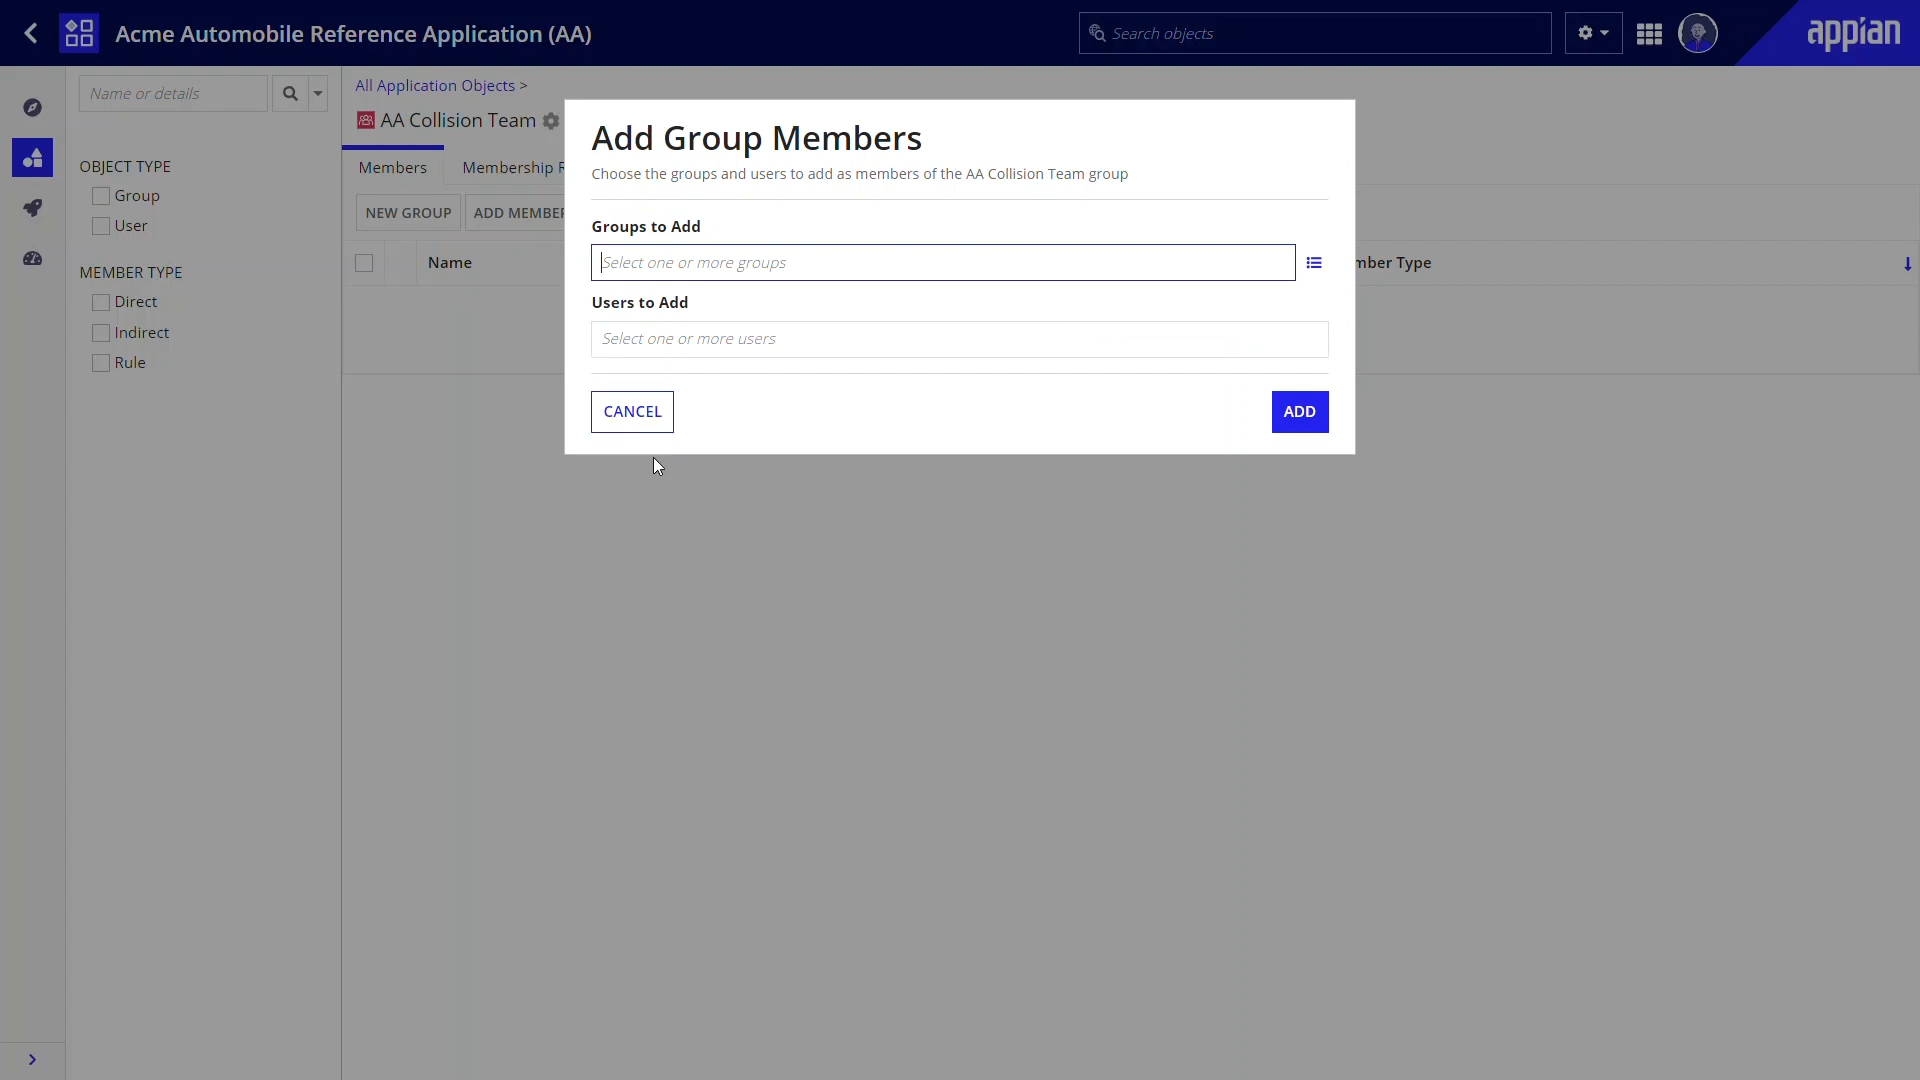 Acme Automobile Reference Application (AA)
Search objects
appian
Name or details
OBJECT TYPE
Group
User
MEMBER TYPE
Direct
Indirect
Rule
All Application Objects >
AA Collision Team
Members
Membership R
NEW GROUP
ADD MEMBER
Name
mber Type
Add Group Members
Choose the groups and users to add as members of the AA Collision Team group
Groups to Add
Select one or more groups
Users to Add
Select one or more users
CANCEL
ADD